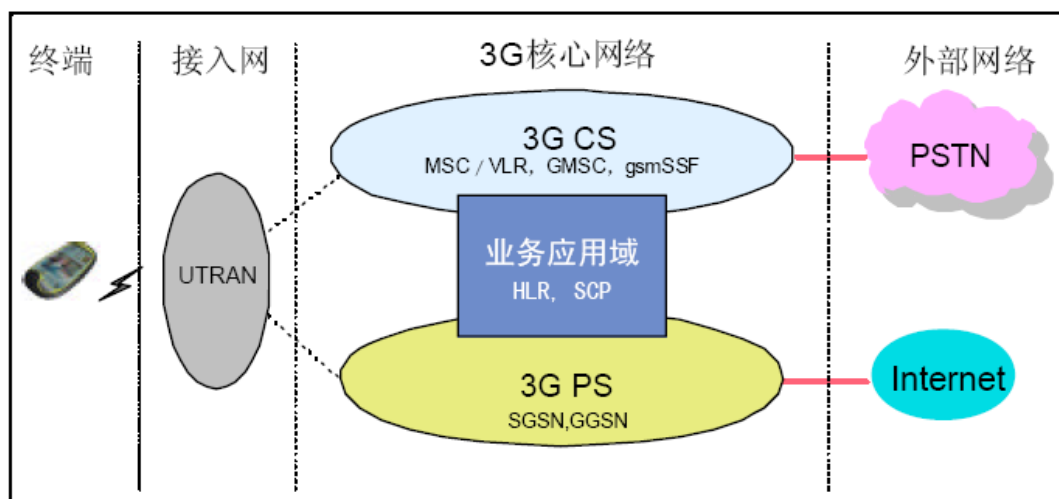 终端
接入网
3G核心网络
外部网络
3G CS
MSC / VLR, GMSC, gsmSSF
PSTN
业务应用域
HLR, SCP
UTRAN
3G PS
SGSN,GGSN
Internet